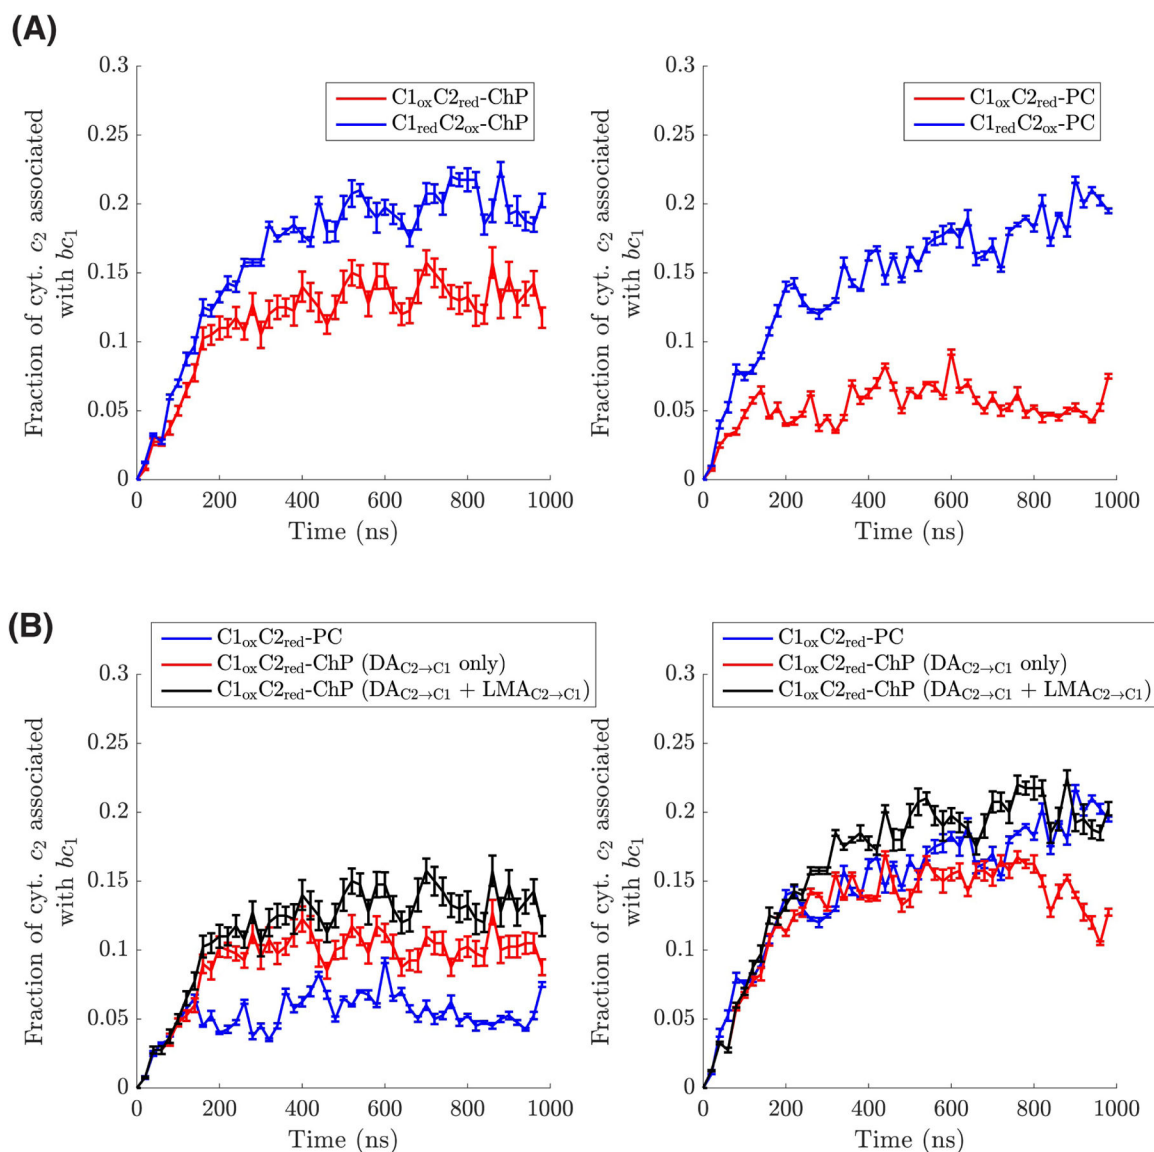 (A)
0.3
0.25
0.2
0.15
0.1
0.05
0
Fraction of cyt. c₂ associated
with bc₁
C1ₒₓC2ᵣₑd-ChP
C1ᵣₑdC2ₒₓ-ChP
0 200 400 600 800 1000
Time (ns)
0.3
0.25
0.2
0.15
0.1
0.05
0
Fraction of cyt. c₂ associated
with bc₁
C1ₒₓC2ᵣₑd-PC
C1ᵣₑdC2ₒₓ-PC
0 200 400 600 800 1000
Time (ns)
(B)
C1ₒₓC2ᵣₑd-PC
C1ₒₓC2ᵣₑd-ChP (DA_C2→C1 only)
C1ₒₓC2ᵣₑd-ChP (DA_C2→C1 + LMA_C2→C1)
0.3
0.25
0.2
0.15
0.1
0.05
0
Fraction of cyt. c₂ associated
with bc₁
0 200 400 600 800 1000
Time (ns)
C1ₒₓC2ᵣₑd-PC
C1ₒₓC2ᵣₑd-ChP (DA_C2→C1 only)
C1ₒₓC2ᵣₑd-ChP (DA_C2→C1 + LMA_C2→C1)
0.3
0.25
0.2
0.15
0.1
0.05
0
Fraction of cyt. c₂ associated
with bc₁
0 200 400 600 800 1000
Time (ns)